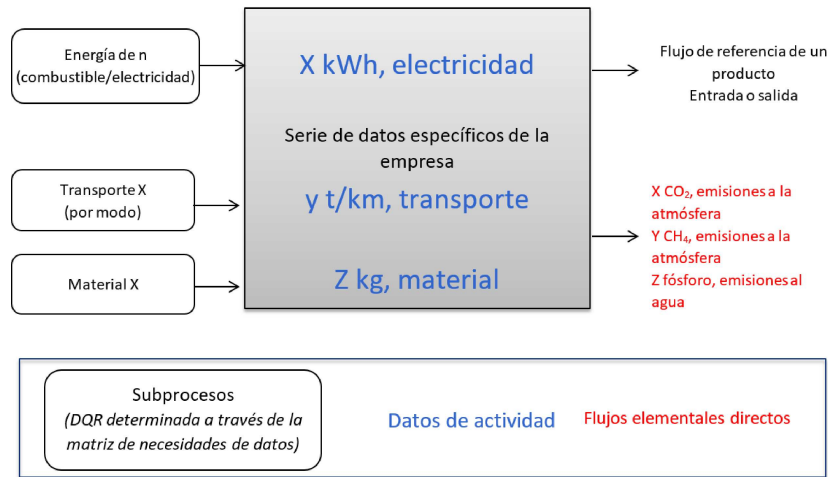 Energía de n
(combustible/electricidad)
X kWh, electricidad
Flujo de referencia de un
producto
Entrada o salida
Serie de datos específicos de la
empresa
Transporte X
(por modo)
y t/km, transporte
X CO₂, emisiones a la
atmósfera
Y CH₄, emisiones a la
atmósfera
Z fósforo, emisiones al
agua
Material X
Z kg, material
Subprocesos
(DQR determinada a través de la
matriz de necesidades de datos)
Datos de actividad
Flujos elementales directos